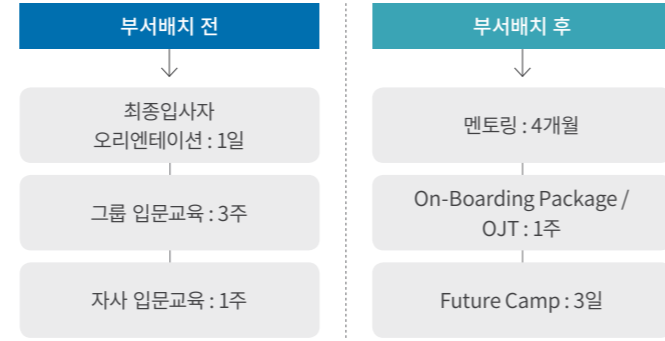 부서배치 전
최종입사자
오리엔테이션 : 1일
그룹 입문교육 : 3주
자사 입문교육 : 1주
부서배치 후
멘토링 : 4개월
On-Boarding Package /
OJT : 1주
Future Camp : 3일